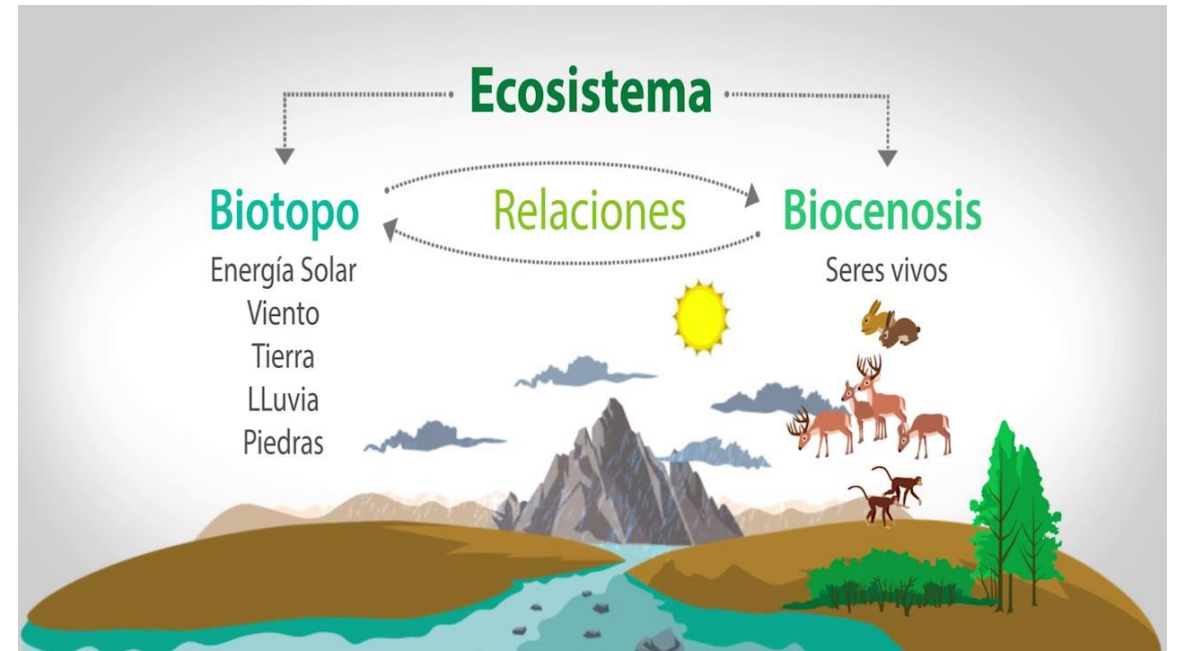 Ecosistema
Biotopo
Relaciones
Biocenosis
Energía Solar
Viento
Tierra
LLuvia
Piedras
Seres vivos